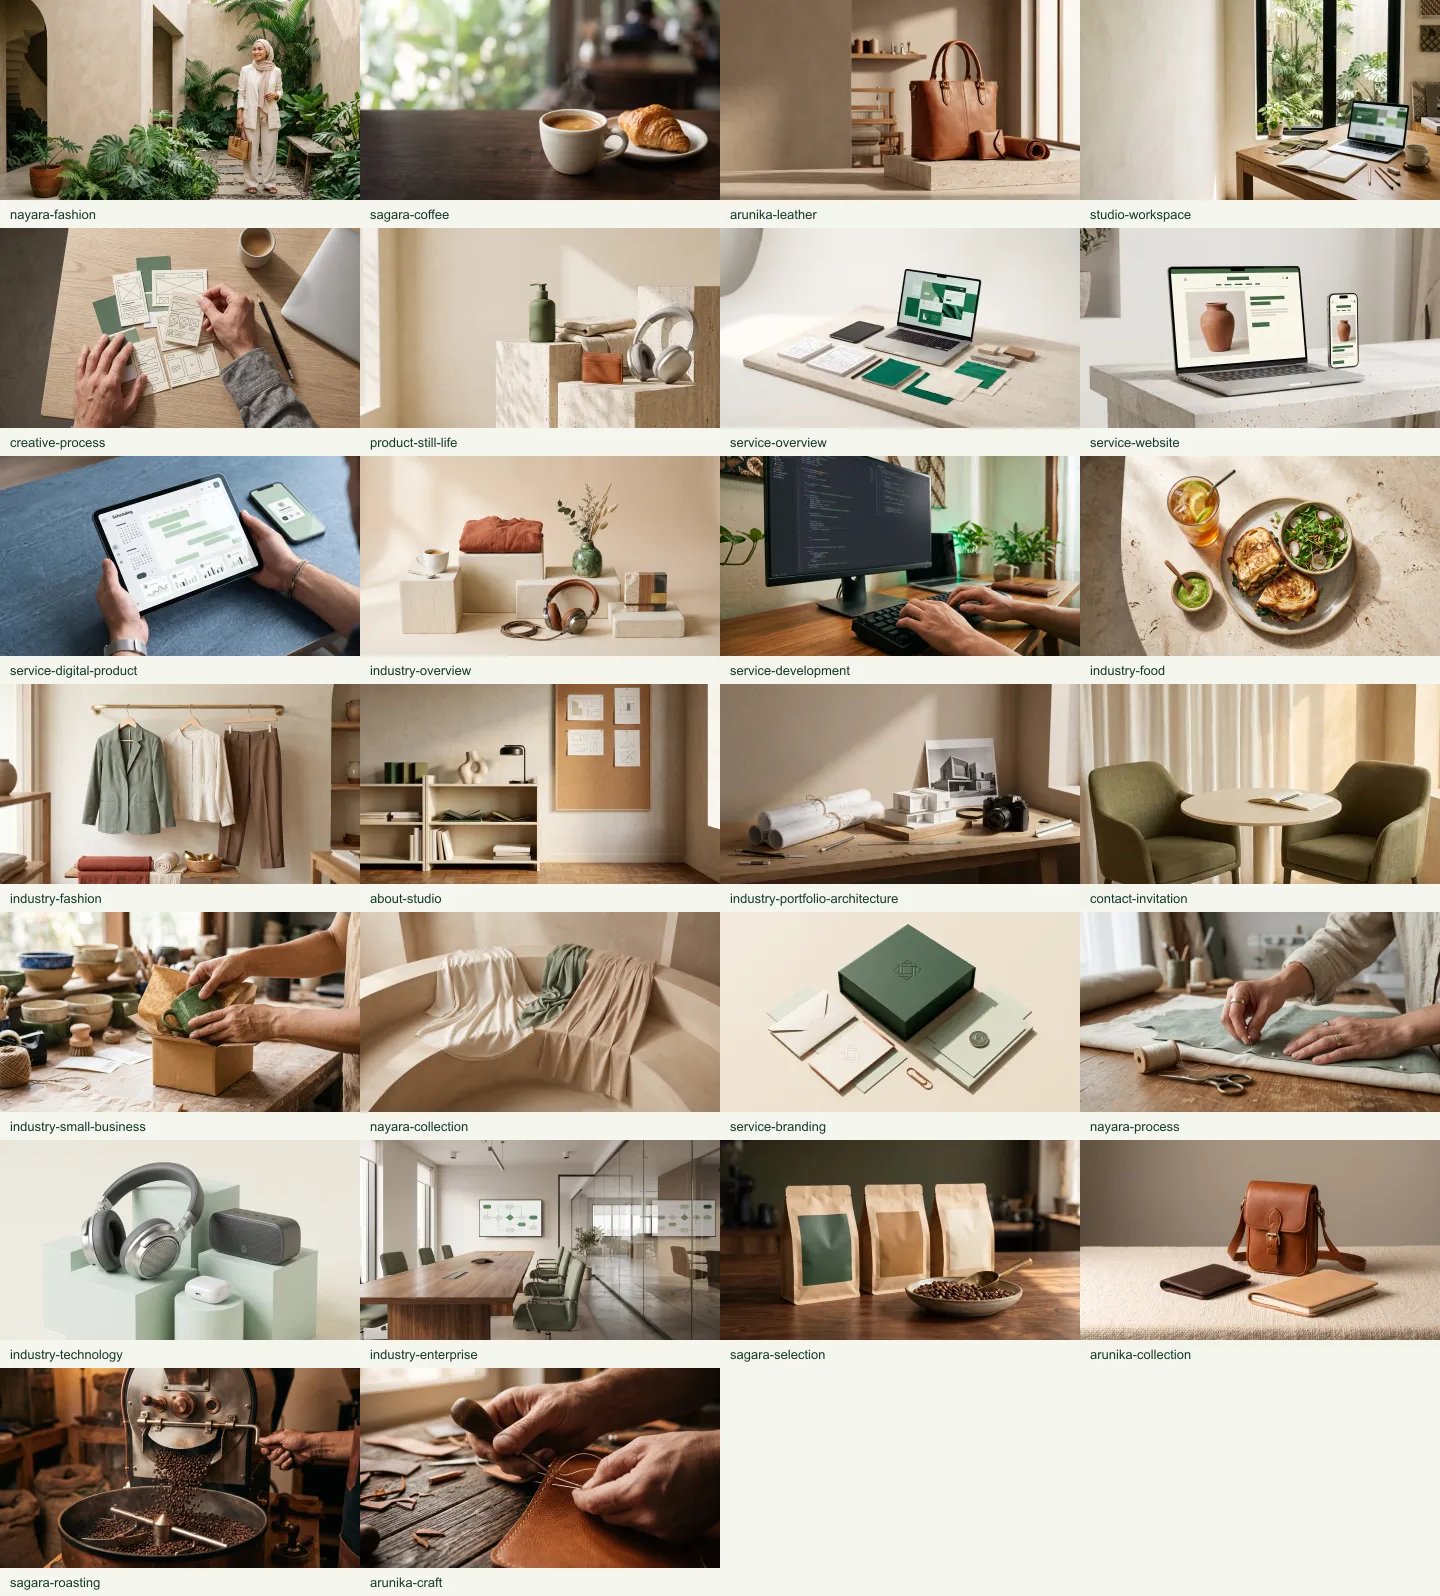 nayara-fashion
sagara-coffee
arunika-leather
studio-workspace
creative-process
product-still-life
service-overview
service-website
Scheduling
service-digital-product
industry-overview
service-development
industry-food
industry-fashion
about-studio
industry-portfolio-architecture
contact-invitation
industry-small-business
nayara-collection
service-branding
nayara-process
industry-technology
industry-enterprise
sagara-selection
arunika-collection
sagara-roasting
arunika-craft